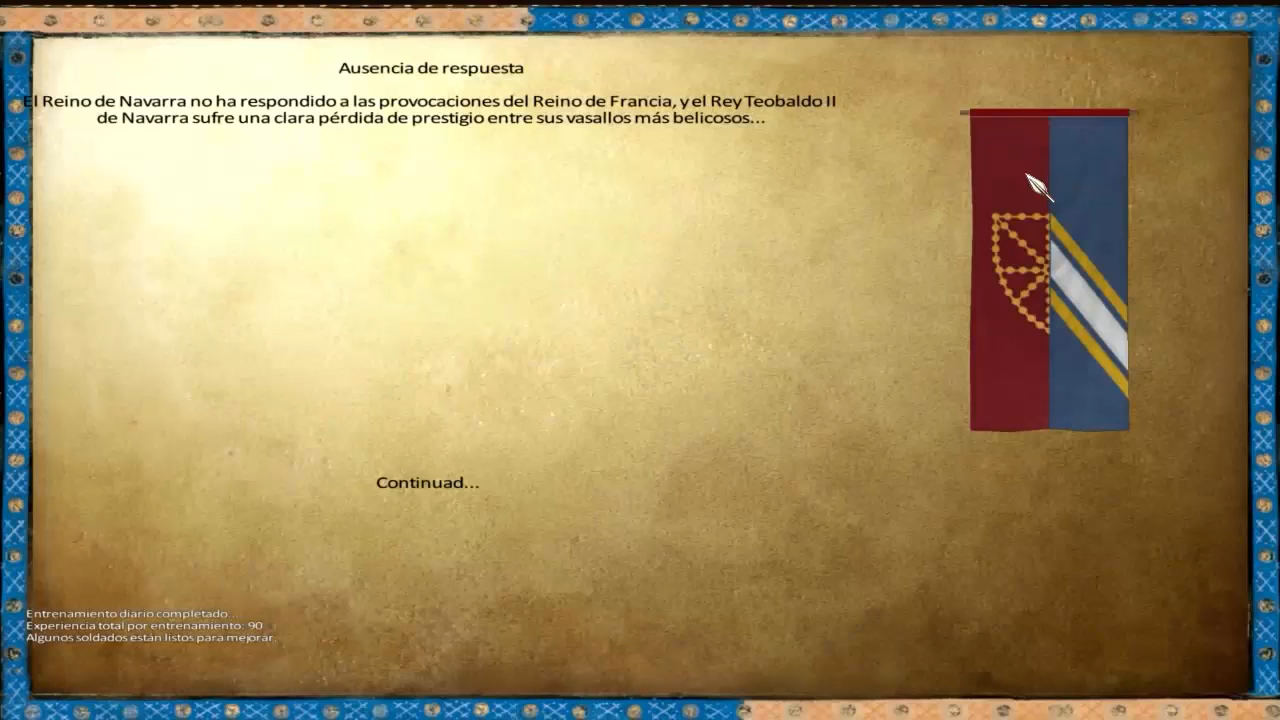 Ausencia de respuesta
El Reino de Navarra no ha respondido a las provocaciones del Reino de Francia, y el Rey Teobaldo II
de Navarra sufre una clara pérdida de prestigio entre sus vasallos más belicosos...
Continuad...
Entrenamiento diario completado...
Experiencia total por entrenamiento: 90
Algunos soldados están listos para mejorar.